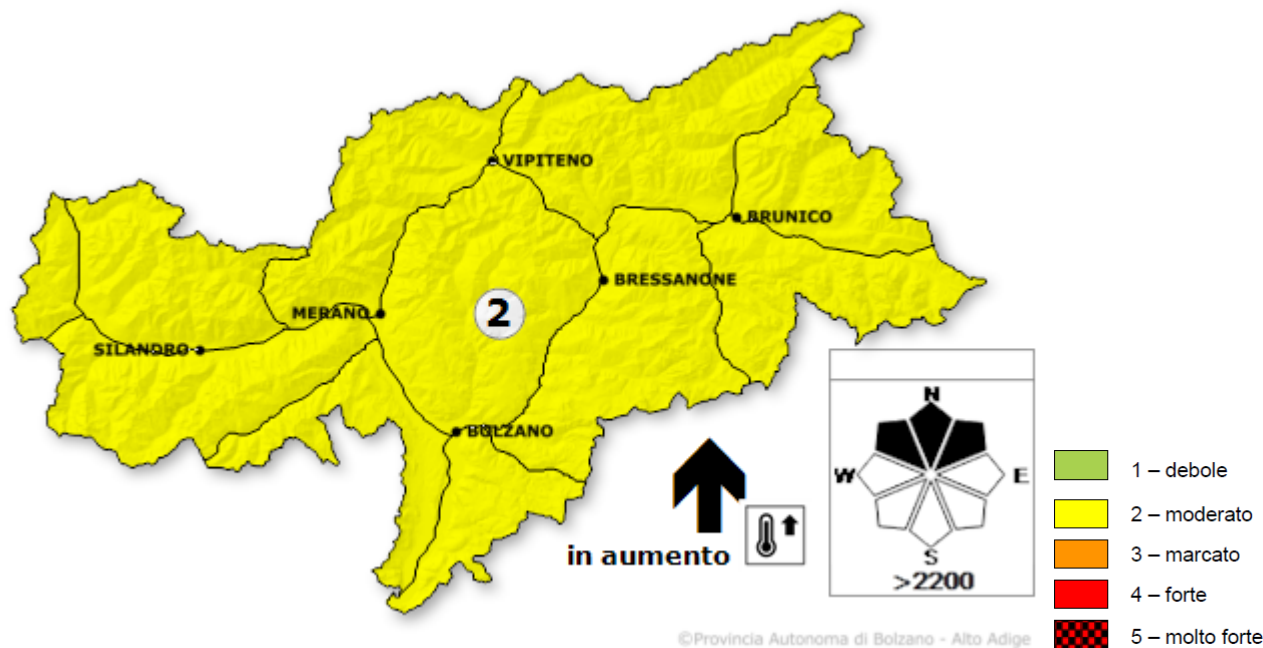 VIPITENO
BRUNICO
BRESSANONE
2
MERANO
SILANDRO
BOLZANO
in aumento
N
W E
S
>2200
1 – debole
2 – moderato
3 – marcato
4 – forte
5 – molto forte
©Provincia Autonoma di Bolzano - Alto Adige